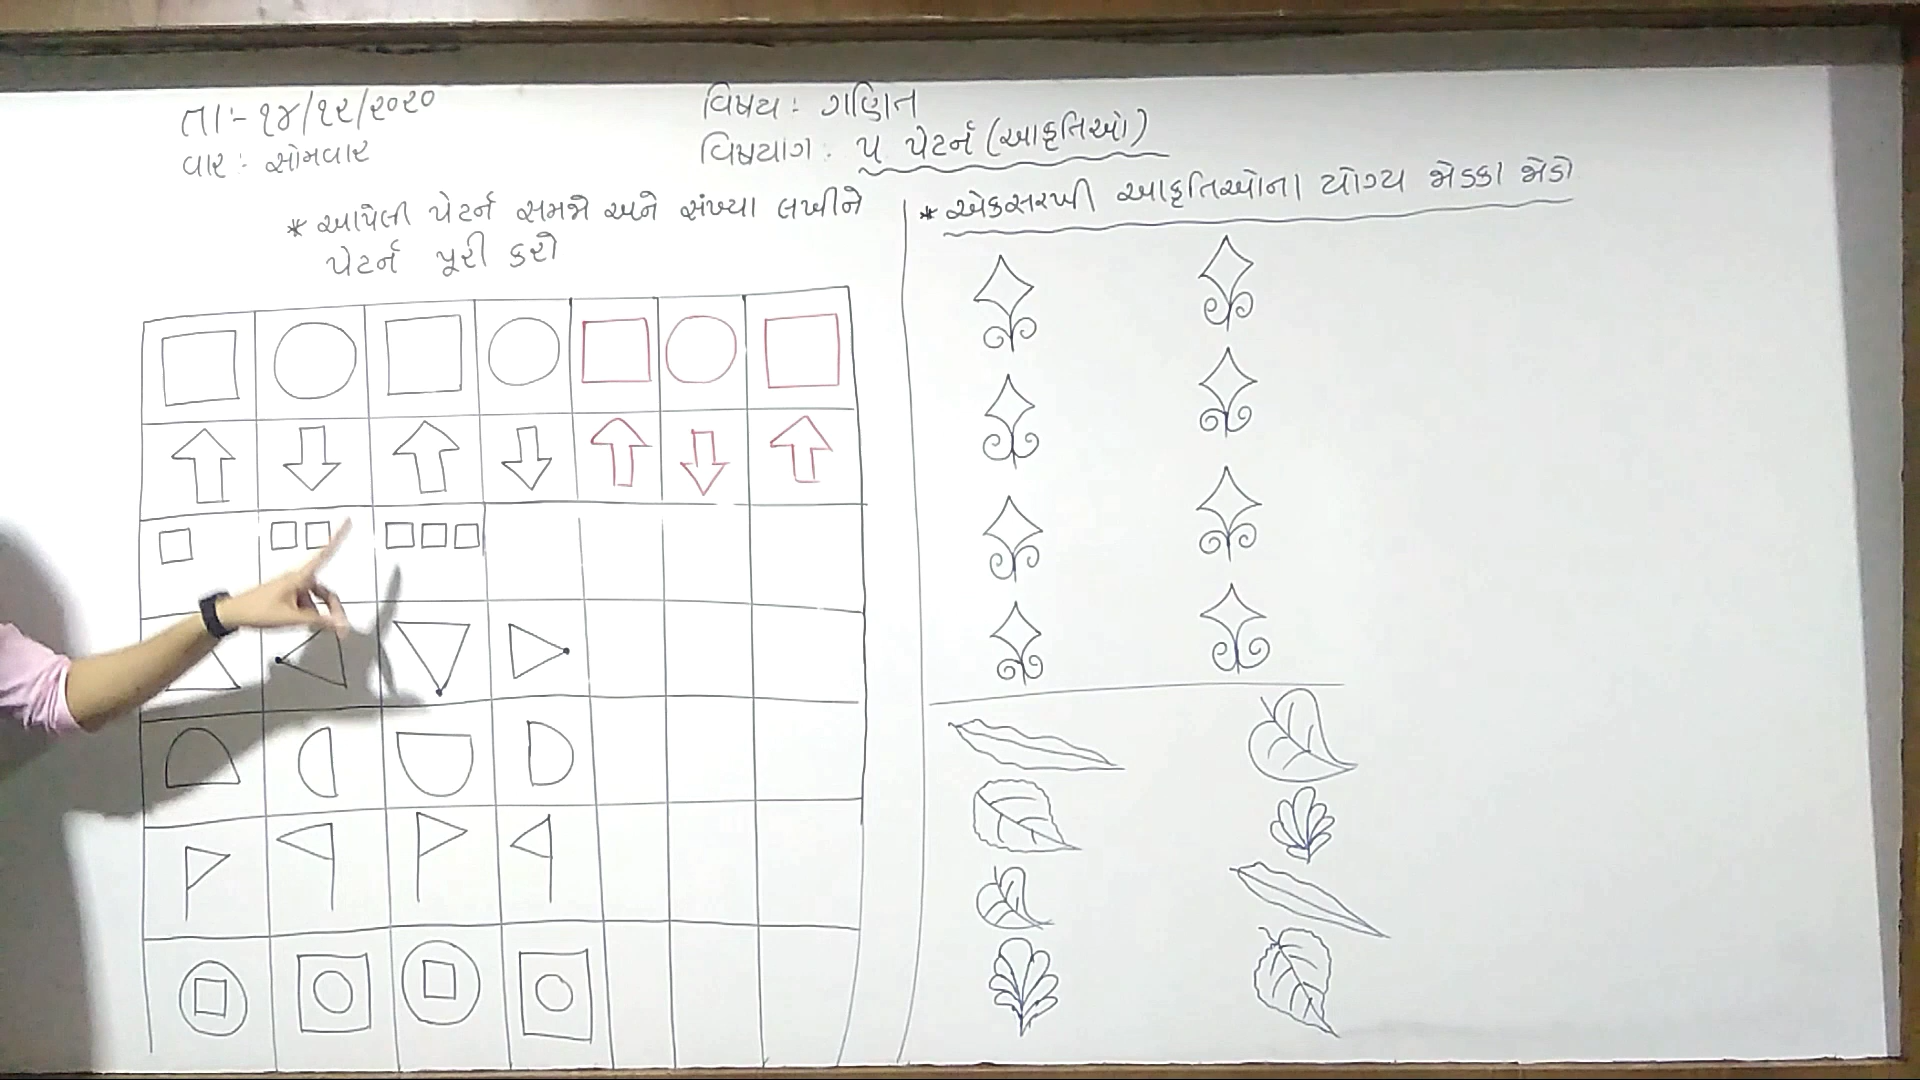 તા :- ૧૪/૧૨/૨૦૨૦
વાર :- સોમવાર
વિષય : ગણિત
વિષયાંગ : ૫ પેટર્ન (આકૃતિઓ)
* આપેલી પેટર્ન સમજો અને સંખ્યા લખીને
પેટર્ન પૂરી કરો
* એકસરખી આકૃતિઓના યોગ્ય જોડકા જોડો